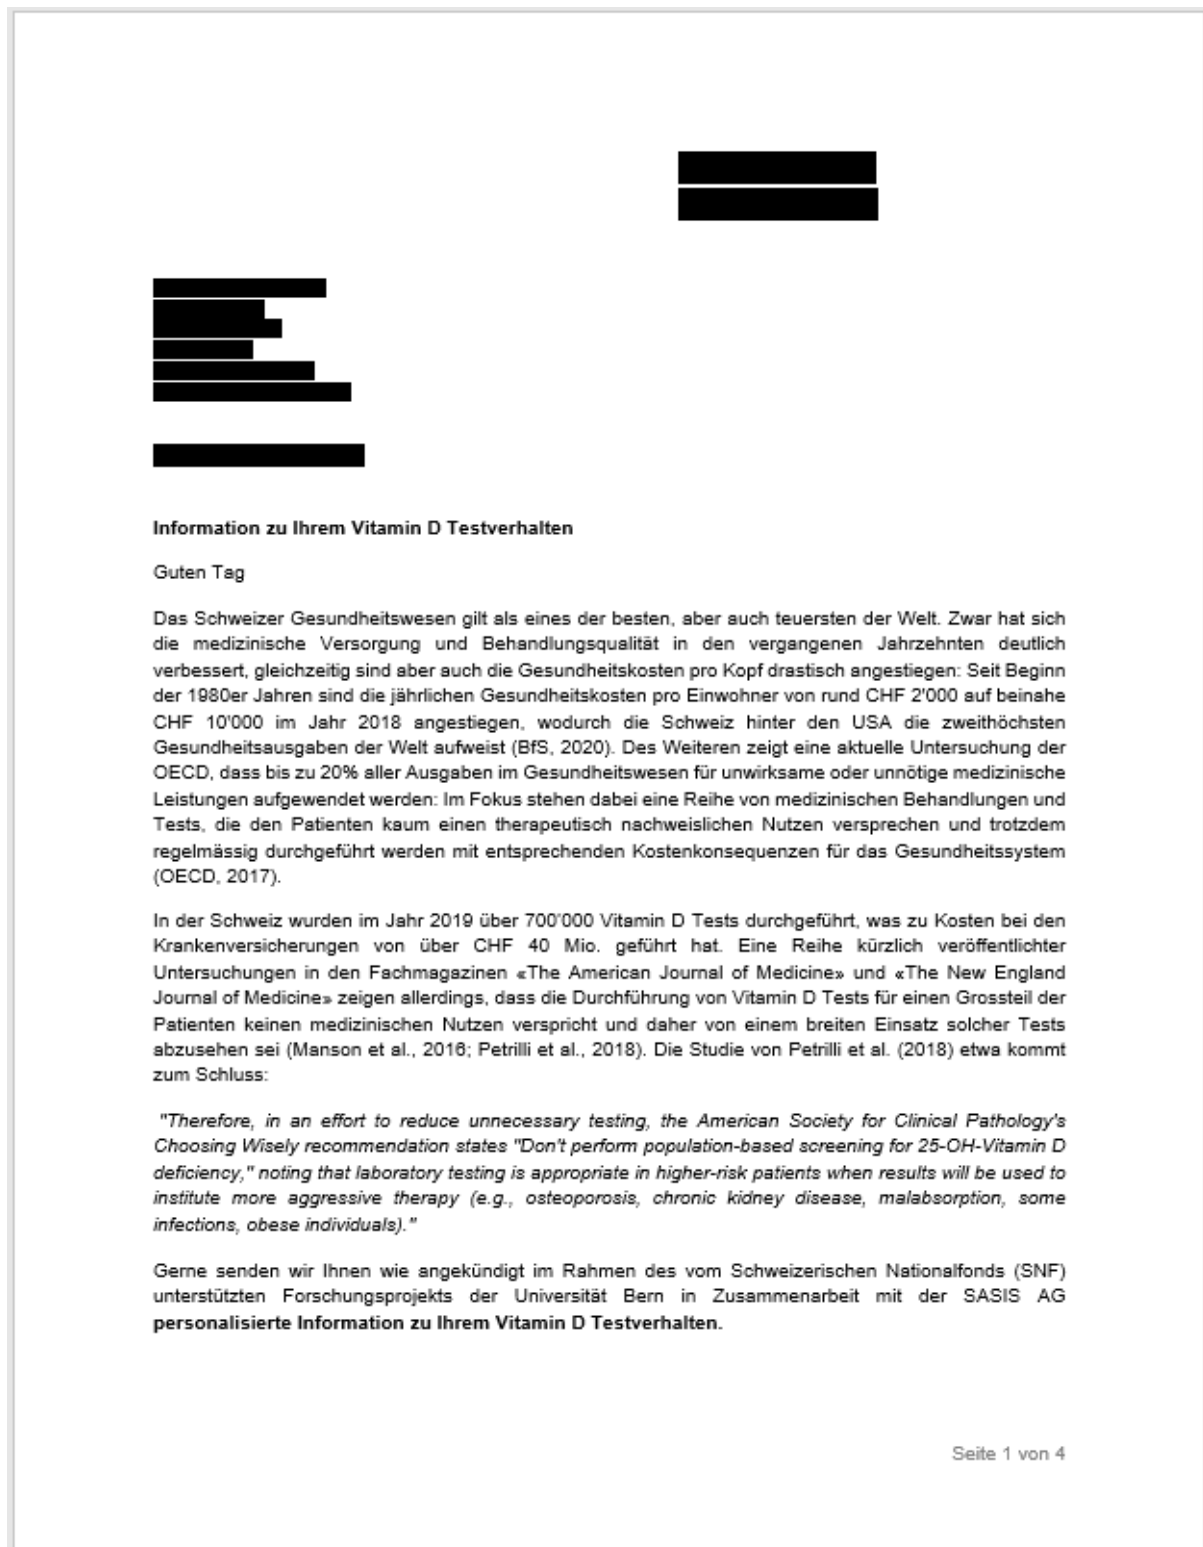 Information zu Ihrem Vitamin D Testverhalten
Guten Tag
Das Schweizer Gesundheitswesen gilt als eines der besten, aber auch teuersten der Welt. Zwar hat sich
die medizinische Versorgung und Behandlungsqualität in den vergangenen Jahrzehnten deutlich
verbessert, gleichzeitig sind aber auch die Gesundheitskosten pro Kopf drastisch angestiegen: Seit Beginn
der 1980er Jahren sind die jährlichen Gesundheitskosten pro Einwohner von rund CHF 2'000 auf beinahe
CHF 10'000 im Jahr 2018 angestiegen, wodurch die Schweiz hinter den USA die zweithöchsten
Gesundheitsausgaben der Welt aufweist (BfS, 2020). Des Weiteren zeigt eine aktuelle Untersuchung der
OECD, dass bis zu 20% aller Ausgaben im Gesundheitswesen für unwirksame oder unnötige medizinische
Leistungen aufgewendet werden: Im Fokus stehen dabei eine Reihe von medizinischen Behandlungen und
Tests, die den Patienten kaum einen therapeutisch nachweislichen Nutzen versprechen und trotzdem
regelmässig durchgeführt werden mit entsprechenden Kostenkonsequenzen für das Gesundheitssystem
(OECD, 2017).
In der Schweiz wurden im Jahr 2019 über 700'000 Vitamin D Tests durchgeführt, was zu Kosten bei den
Krankenversicherungen von über CHF 40 Mio. geführt hat. Eine Reihe kürzlich veröffentlichter
Untersuchungen in den Fachmagazinen «The American Journal of Medicine» und «The New England
Journal of Medicine» zeigen allerdings, dass die Durchführung von Vitamin D Tests für einen Grossteil der
Patienten keinen medizinischen Nutzen verspricht und daher von einem breiten Einsatz solcher Tests
abzusehen sei (Manson et al., 2016; Petrilli et al., 2018). Die Studie von Petrilli et al. (2018) etwa kommt
zum Schluss:
"Therefore, in an effort to reduce unnecessary testing, the American Society for Clinical Pathology's
Choosing Wisely recommendation states "Don't perform population-based screening for 25-OH-Vitamin D
deficiency," noting that laboratory testing is appropriate in higher-risk patients when results will be used to
institute more aggressive therapy (e.g., osteoporosis, chronic kidney disease, malabsorption, some
infections, obese individuals)."
Gerne senden wir Ihnen wie angekündigt im Rahmen des vom Schweizerischen Nationalfonds (SNF)
unterstützten Forschungsprojekts der Universität Bern in Zusammenarbeit mit der SASIS AG
personalisierte Information zu Ihrem Vitamin D Testverhalten.
Seite 1 von 4